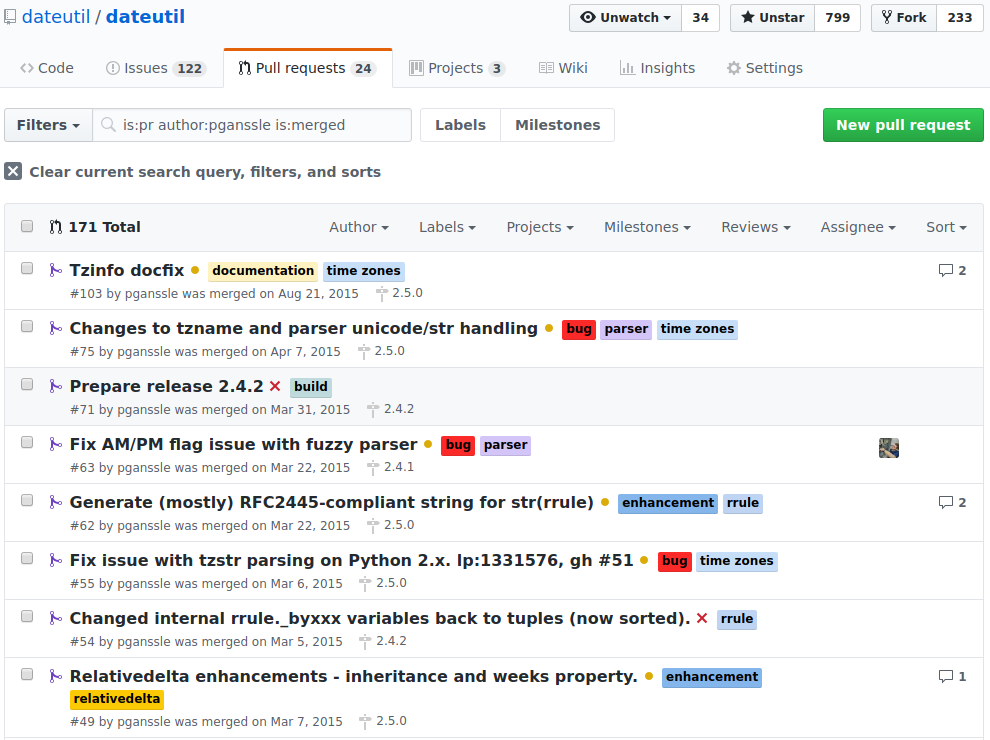 dateutil / dateutil Unwatch 34 Unstar 799 Fork 233
Code Issues 122 Pull requests 24 Projects 3 Wiki Insights Settings
Filters is:pr author:pganssle is:merged Labels Milestones New pull request
Clear current search query, filters, and sorts
171 Total Author Labels Projects Milestones Reviews Assignee Sort
Tzinfo docfix documentation time zones 2
#103 by pganssle was merged on Aug 21, 2015 2.5.0
Changes to tzname and parser unicode/str handling bug parser time zones
#75 by pganssle was merged on Apr 7, 2015 2.5.0
Prepare release 2.4.2 build
#71 by pganssle was merged on Mar 31, 2015 2.4.2
Fix AM/PM flag issue with fuzzy parser bug parser
#63 by pganssle was merged on Mar 22, 2015 2.4.1
Generate (mostly) RFC2445-compliant string for str(rrule) enhancement rrule 2
#62 by pganssle was merged on Mar 22, 2015 2.5.0
Fix issue with tzstr parsing on Python 2.x. lp:1331576, gh #51 bug time zones
#55 by pganssle was merged on Mar 6, 2015 2.5.0
Changed internal rrule._byxxx variables back to tuples (now sorted). rrule
#54 by pganssle was merged on Mar 5, 2015 2.4.2
Relativedelta enhancements - inheritance and weeks property. enhancement 1
relativedelta
#49 by pganssle was merged on Mar 7, 2015 2.5.0